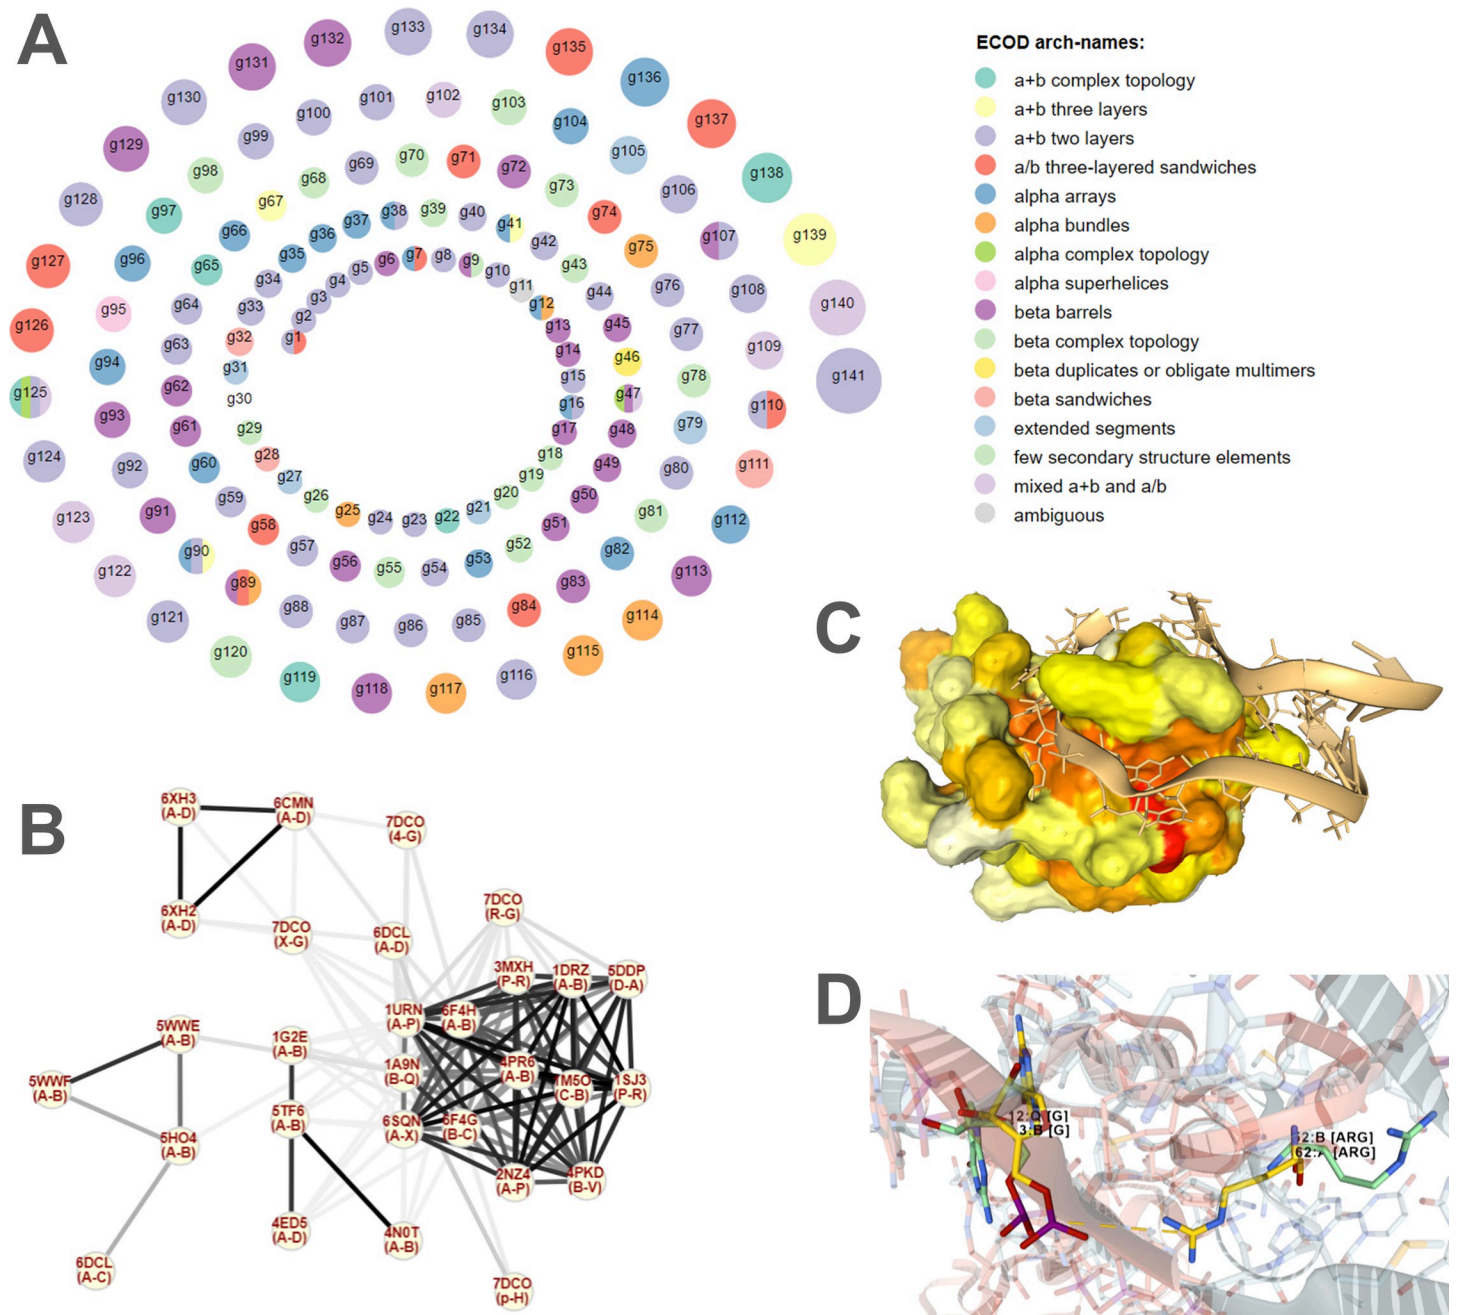 A
g1
g2
g3
g4
g5
g6
g7
g8
g9
g10
g11
g12
g13
g14
g15
g16
g17
g18
g19
g20
g21
g22
g23
g24
g25
g26
g27
g28
g29
g30
g31
g32
g33
g34
g35
g36
g37
g38
g39
g40
g41
g42
g43
g44
g45
g46
g47
g48
g49
g50
g51
g52
g53
g54
g55
g56
g57
g58
g59
g60
g61
g62
g63
g64
g65
g66
g67
g68
g69
g70
g71
g72
g73
g74
g75
g76
g77
g78
g79
g80
g81
g82
g83
g84
g85
g86
g87
g88
g89
g90
g91
g92
g93
g94
g95
g96
g97
g98
g99
g100
g101
g102
g103
g104
g105
g106
g107
g108
g109
g110
g111
g112
g113
g114
g115
g116
g117
g118
g119
g120
g121
g122
g123
g124
g125
g126
g127
g128
g129
g130
g131
g132
g133
g134
g135
g136
g137
g138
g139
g140
g141
ECOD arch-names:
a+b complex topology
a+b three layers
a+b two layers
a/b three-layered sandwiches
alpha arrays
alpha bundles
alpha complex topology
alpha superhelices
beta barrels
beta complex topology
beta duplicates or obligate multimers
beta sandwiches
extended segments
few secondary structure elements
mixed a+b and a/b
ambiguous
B
6XH3
(A-D)
6CMN
(A-D)
7DCO
(4-G)
6XH2
(A-D)
7DCO
(X-G)
6DCL
(A-D)
7DCO
(R-G)
3MXH
(P-R)
1DRZ
(A-B)
5DDP
(D-A)
1URN
(A-P)
6F4H
(A-B)
5WWE
(A-B)
1G2E
(A-B)
1A9N
(B-Q)
4PR6
(A-B)
1M5O
(C-B)
1SJ3
(P-R)
5WWF
(A-B)
5HO4
(A-B)
5TF6
(A-B)
6SQN
(A-X)
6F4G
(B-C)
2NZ4
(A-P)
4PKD
(B-V)
4ED5
(A-D)
4N0T
(A-B)
6DCL
(A-C)
7DCO
(p-H)
C
D
12:Q [G]
3:B [G]
52:B [ARG]
62:A [ARG]